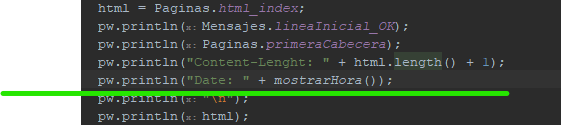 html = Paginas.html_index;
pw.println(x: Mensajes.lineaInicial_OK);
pw.println(x: Paginas.primeraCabecera);
pw.println("Content-Lenght: " + html.length() + 1);
pw.println("Date: " + mostrarHora());
pw.println(x: "\n");
pw.println(x: html);